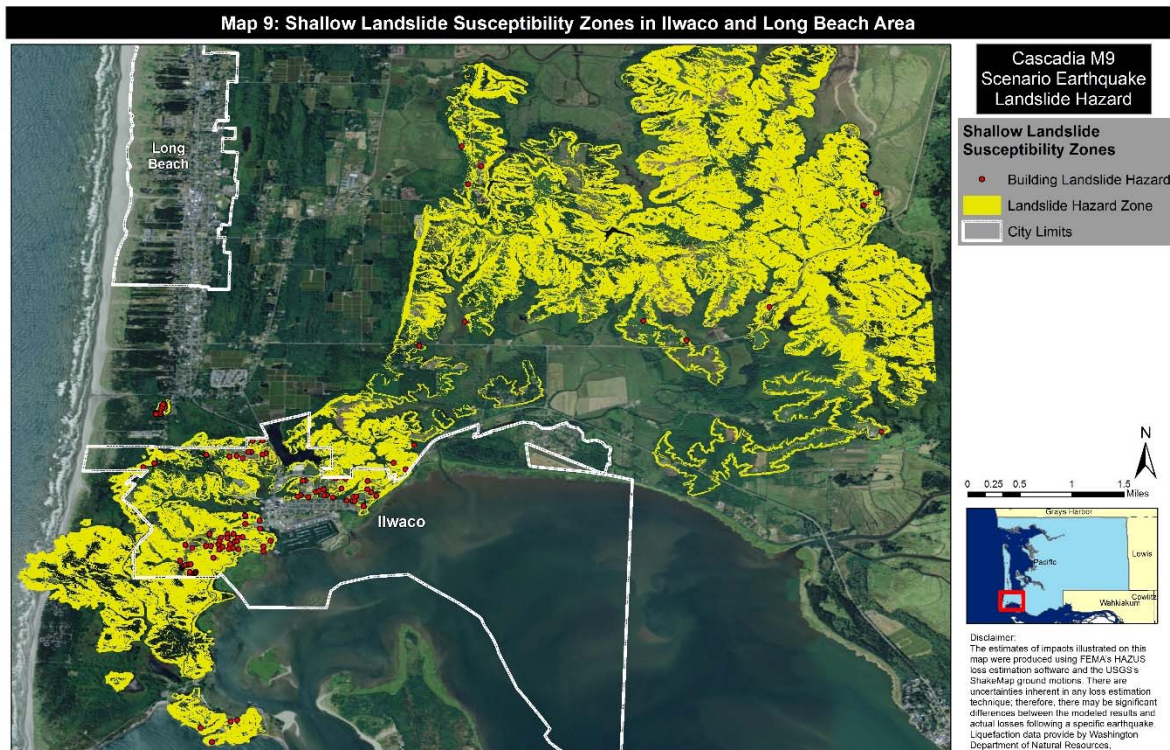 Map 9: Shallow Landslide Susceptibility Zones in Ilwaco and Long Beach Area
Long
Beach
Ilwaco
Cascadia M9
Scenario Earthquake
Landslide Hazard
Shallow Landslide
Susceptibility Zones
Building Landslide Hazard
Landslide Hazard Zone
City Limits
N
0 0.25 0.5 1 1.5
Miles
Grays Harbor
Lewis
Pacific
Cowlitz
Wahkiakum
Disclaimer:
The estimates of impacts illustrated on this
map were produced using FEMA's HAZUS
loss estimation software and the USGS's
ShakeMap ground motions. There are
uncertainties inherent in any loss estimation
technique; therefore, there may be significant
differences between the modeled results and
actual losses following a specific earthquake.
Liquefaction data provide by Washington
Department of Natural Resources,